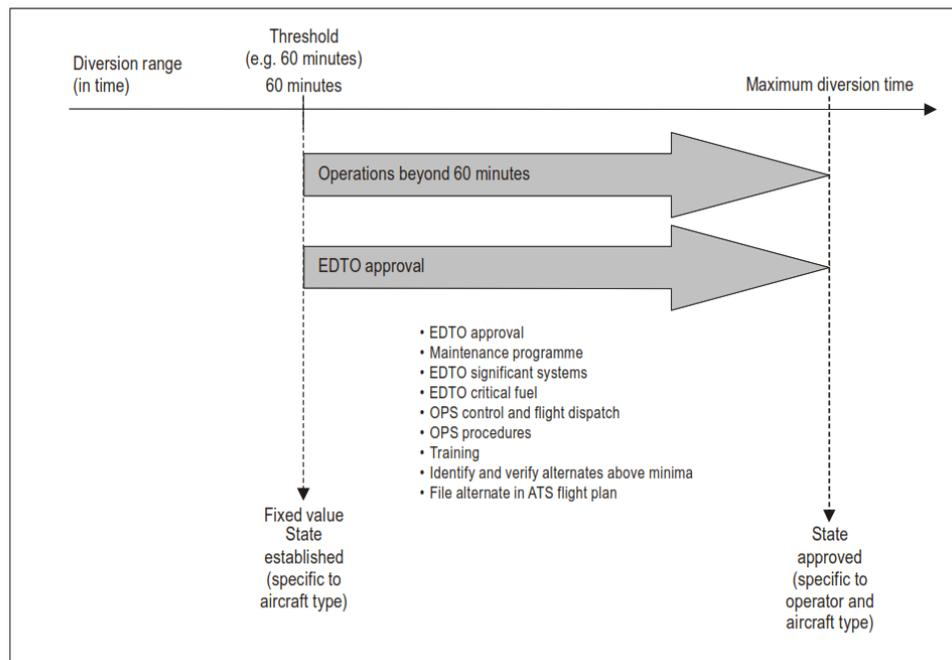 Threshold
(e.g. 60 minutes)
Diversion range
(in time)
60 minutes
Maximum diversion time
Operations beyond 60 minutes
EDTO approval
• EDTO approval
• Maintenance programme
• EDTO significant systems
• EDTO critical fuel
• OPS control and flight dispatch
• OPS procedures
• Training
• Identify and verify alternates above minima
• File alternate in ATS flight plan
Fixed value
State
established
(specific to
aircraft type)
State
approved
(specific to
operator and
aircraft type)